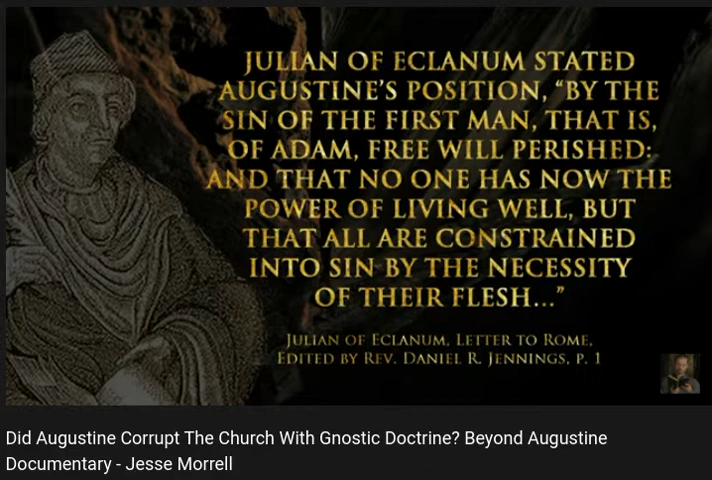 JULIAN OF ECLANUM STATED
AUGUSTINE'S POSITION, "BY THE
SIN OF THE FIRST MAN, THAT IS,
OF ADAM, FREE WILL PERISHED:
AND THAT NO ONE HAS NOW THE
POWER OF LIVING WELL, BUT
THAT ALL ARE CONSTRAINED
INTO SIN BY THE NECESSITY
OF THEIR FLESH..."
JULIAN OF ECLANUM, LETTER TO ROME,
EDITED BY REV. DANIEL R. JENNINGS, P. 1
Did Augustine Corrupt The Church With Gnostic Doctrine? Beyond Augustine
Documentary - Jesse Morrell